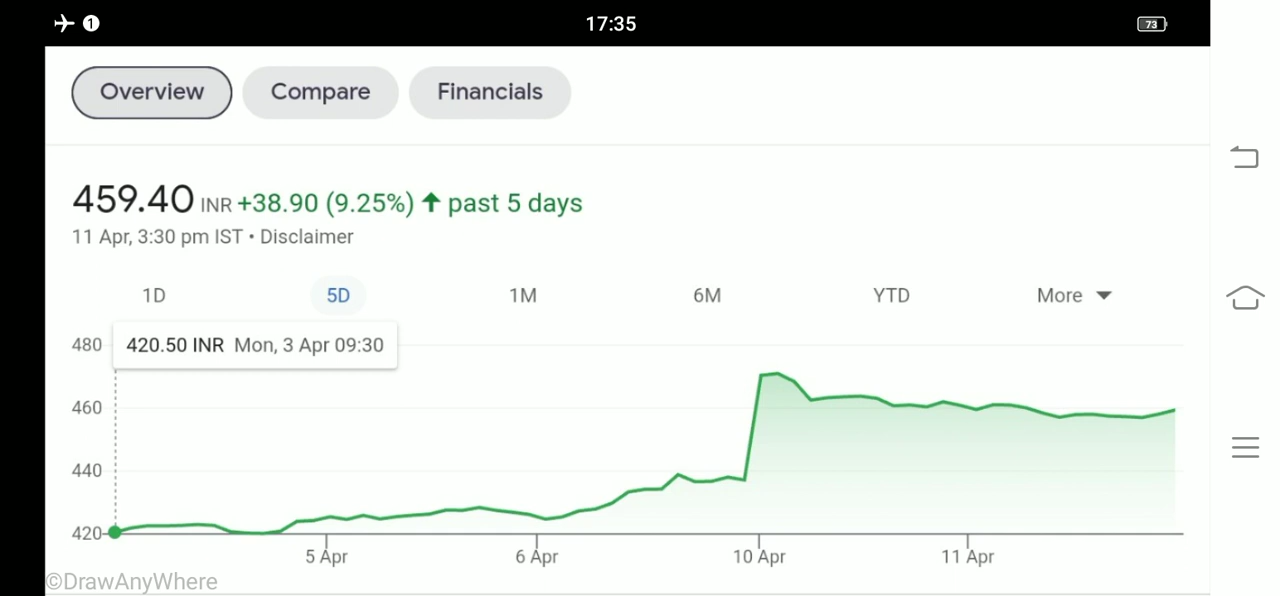 1 17:35 73
Overview Compare Financials
459.40 INR +38.90 (9.25%) ↑ past 5 days
11 Apr, 3:30 pm IST • Disclaimer
1D 5D 1M 6M YTD More
480 420.50 INR Mon, 3 Apr 09:30
460
440
420
5 Apr 6 Apr 10 Apr 11 Apr
©DrawAnyWhere